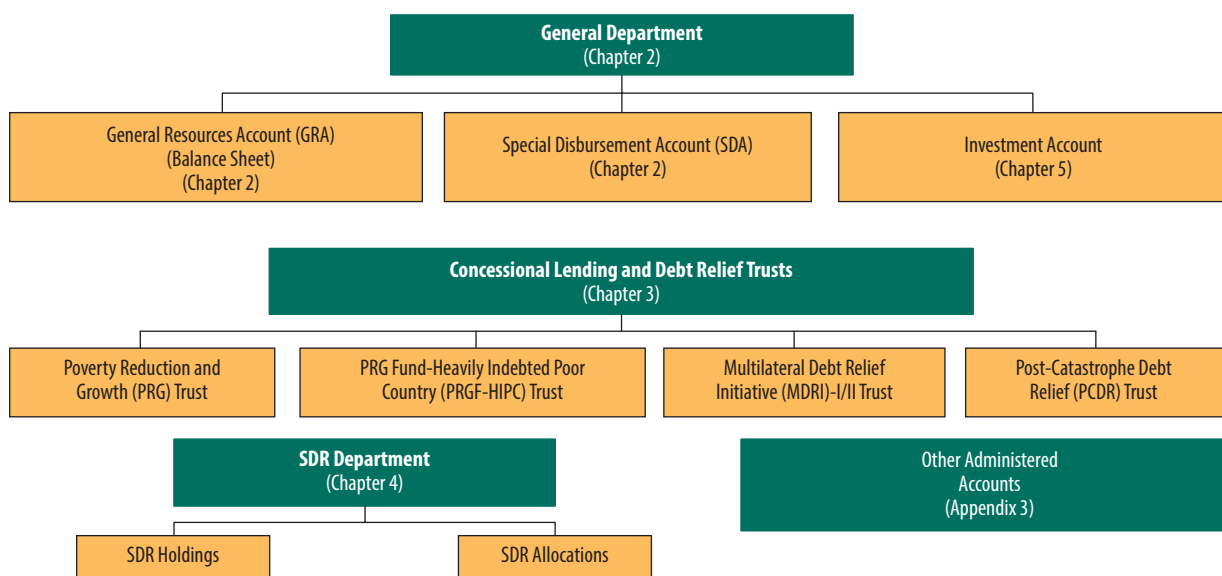 General Department
(Chapter 2)
General Resources Account (GRA)
(Balance Sheet)
(Chapter 2)
Special Disbursement Account (SDA)
(Chapter 2)
Investment Account
(Chapter 5)
Concessional Lending and Debt Relief Trusts
(Chapter 3)
Poverty Reduction and
Growth (PRG) Trust
PRG Fund-Heavily Indebted Poor
Country (PRGF-HIPC) Trust
Multilateral Debt Relief
Initiative (MDRI)-I/II Trust
Post-Catastrophe Debt
Relief (PCDR) Trust
SDR Department
(Chapter 4)
Other Administered
Accounts
(Appendix 3)
SDR Holdings
SDR Allocations